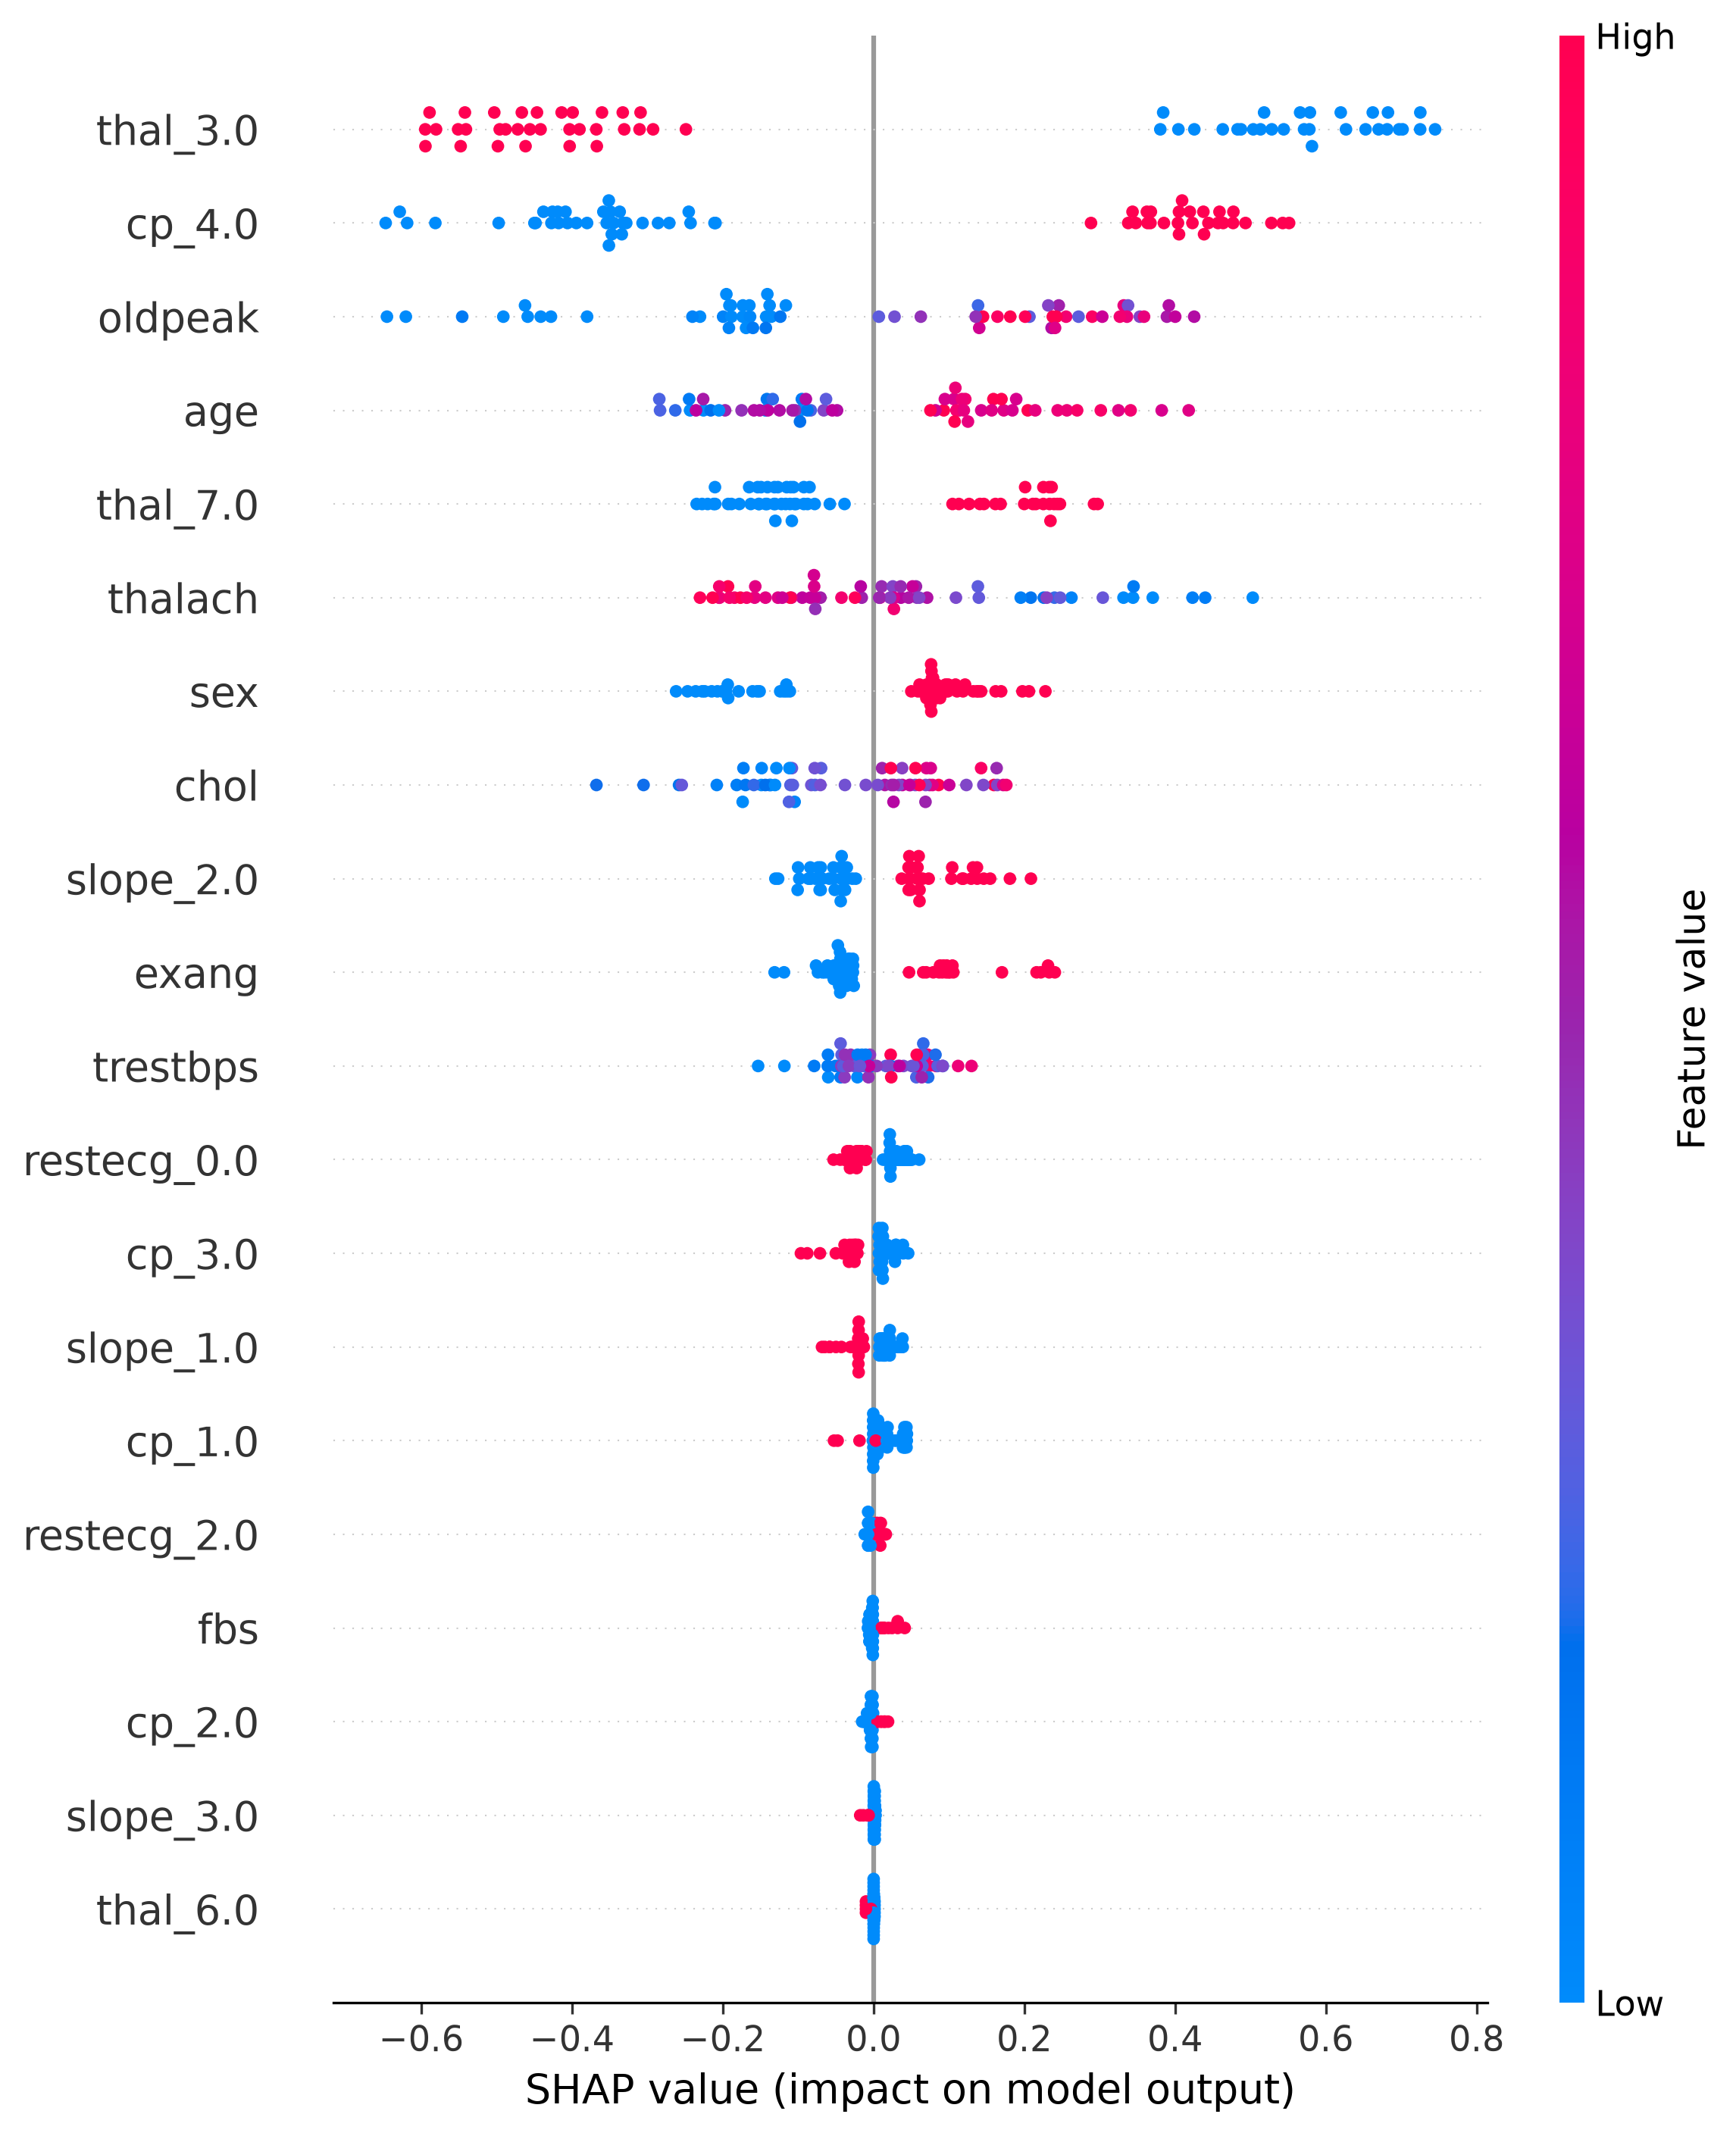 High
thal_3.0
cp_4.0
oldpeak
age
thal_7.0
thalach
sex
chol
slope_2.0
exang
trestbps
restecg_0.0
cp_3.0
slope_1.0
cp_1.0
restecg_2.0
fbs
cp_2.0
slope_3.0
thal_6.0
Feature value
Low
−0.6 −0.4 −0.2 0.0 0.2 0.4 0.6 0.8
SHAP value (impact on model output)